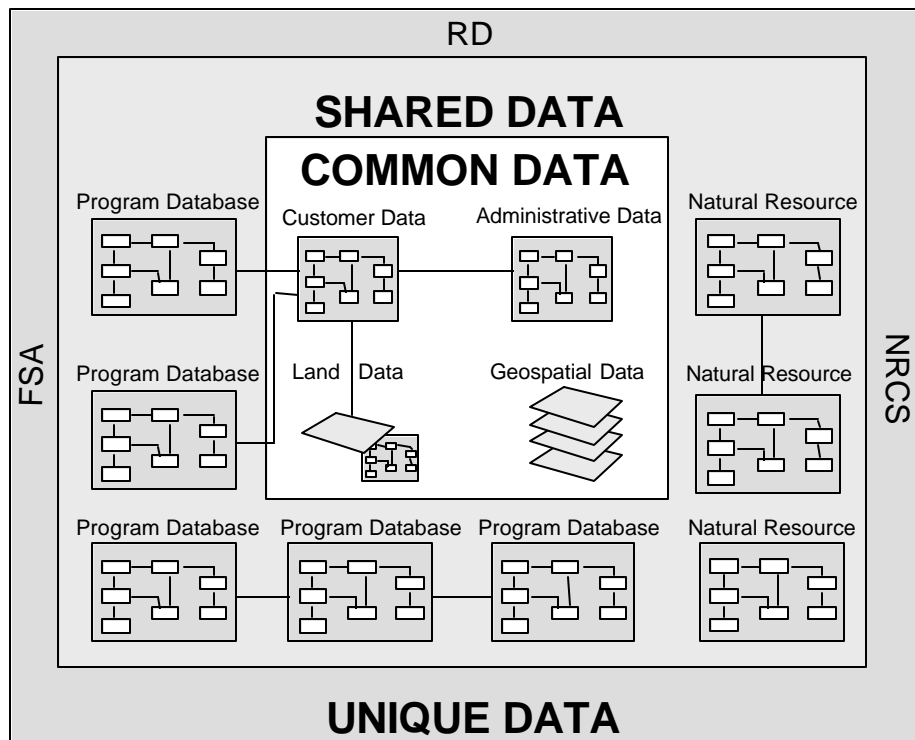 RD
SHARED DATA
COMMON DATA
Program Database
Customer Data
Administrative Data
Natural Resource
FSA
NRCS
Program Database
Land Data
Geospatial Data
Natural Resource
Program Database
Program Database
Program Database
Natural Resource
UNIQUE DATA